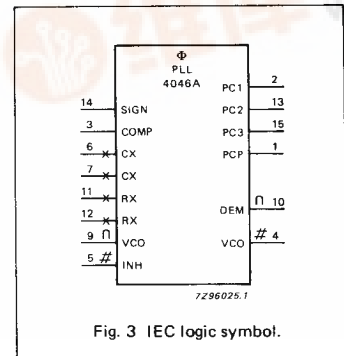 Φ
PLL
4046A
14 SIGN
3 COMP
6 CX
7 CX
11 RX
12 RX
9 ∩ VCO
5 # INH
PC1 2
PC2 13
PC3 15
PCP 1
DEM ∩ 10
VCO # 4
7Z96025.1
Fig. 3 IEC logic symbol.